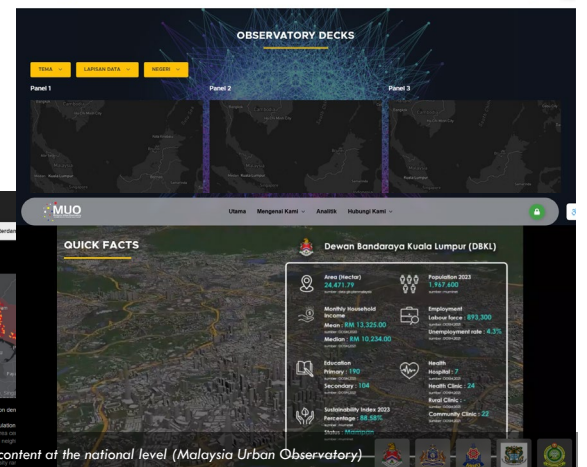 OBSERVATORY DECKS
TEMA
LAPISAN DATA
NEGERI
Panel 1
Panel 2
Panel 3
MUO
Utama
Mengenai Kami
Analitik
Hubungi Kami
QUICK FACTS
Dewan Bandaraya Kuala Lumpur (DBKL)
Area (Hectar)
24,471.79
Population 2023
1,967,600
Monthly Household
Income
Mean : RM 13,325.00
Median : RM 10,234.00
Employment
Labour force : 893,300
Unemployment rate : 4.3%
Education
Primary : 190
Secondary : 104
Health
Hospital : 7
Health Clinic : 24
Rural Clinic : -
Community Clinic : 22
Sustainability Index 2023
Percentage : 88.58%
Status : Mampan
content at the national level (Malaysia Urban Observatory)